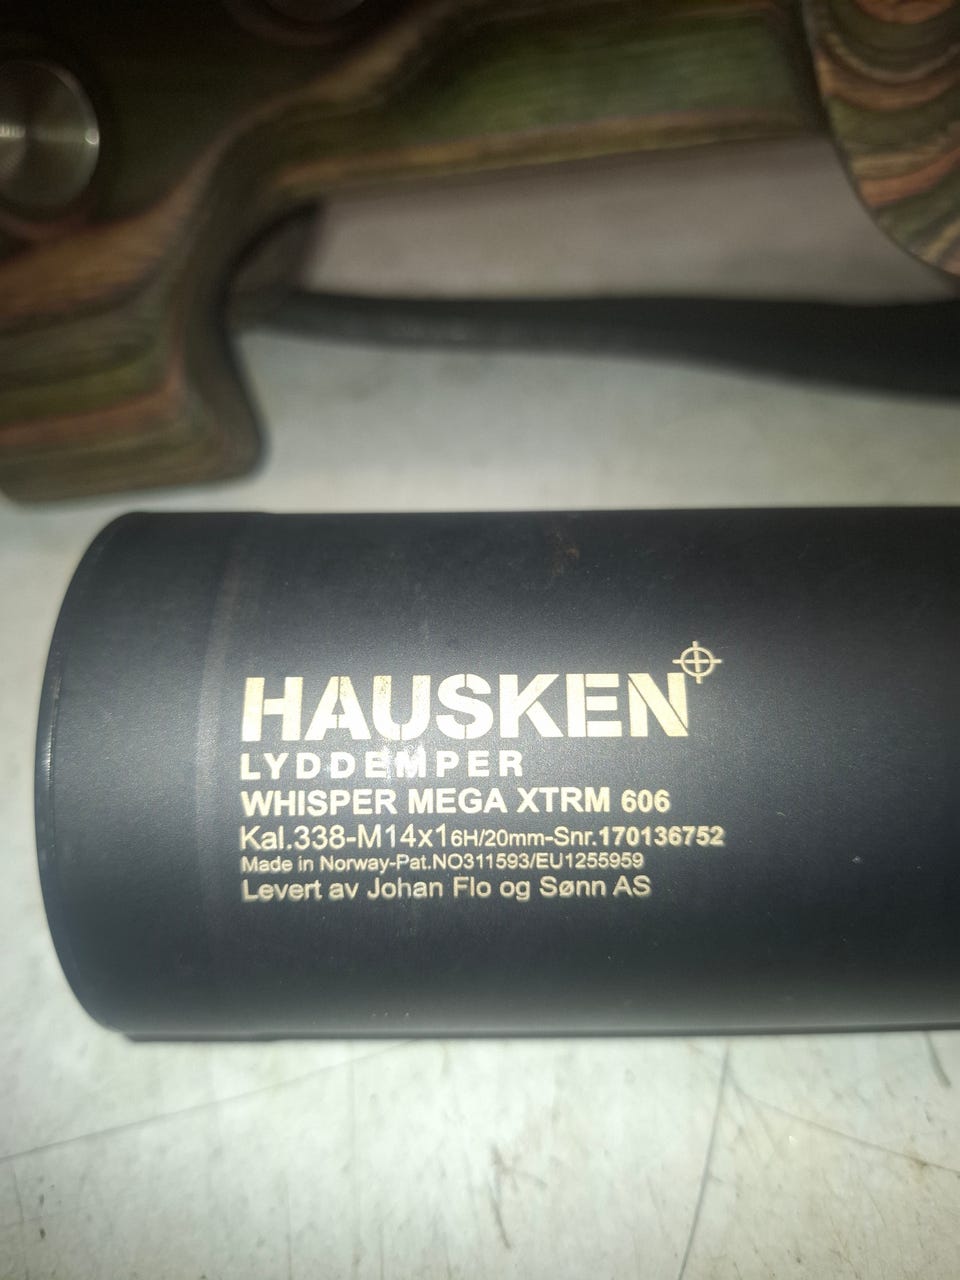 HAUSKEN
LYDDEMPER
WHISPER MEGA XTRM 606
Kal.338-M14x16H/20mm-Snr.170136752
Made in Norway-Pat.NO311593/EU1255959
Levert av Johan Flo og Sønn AS